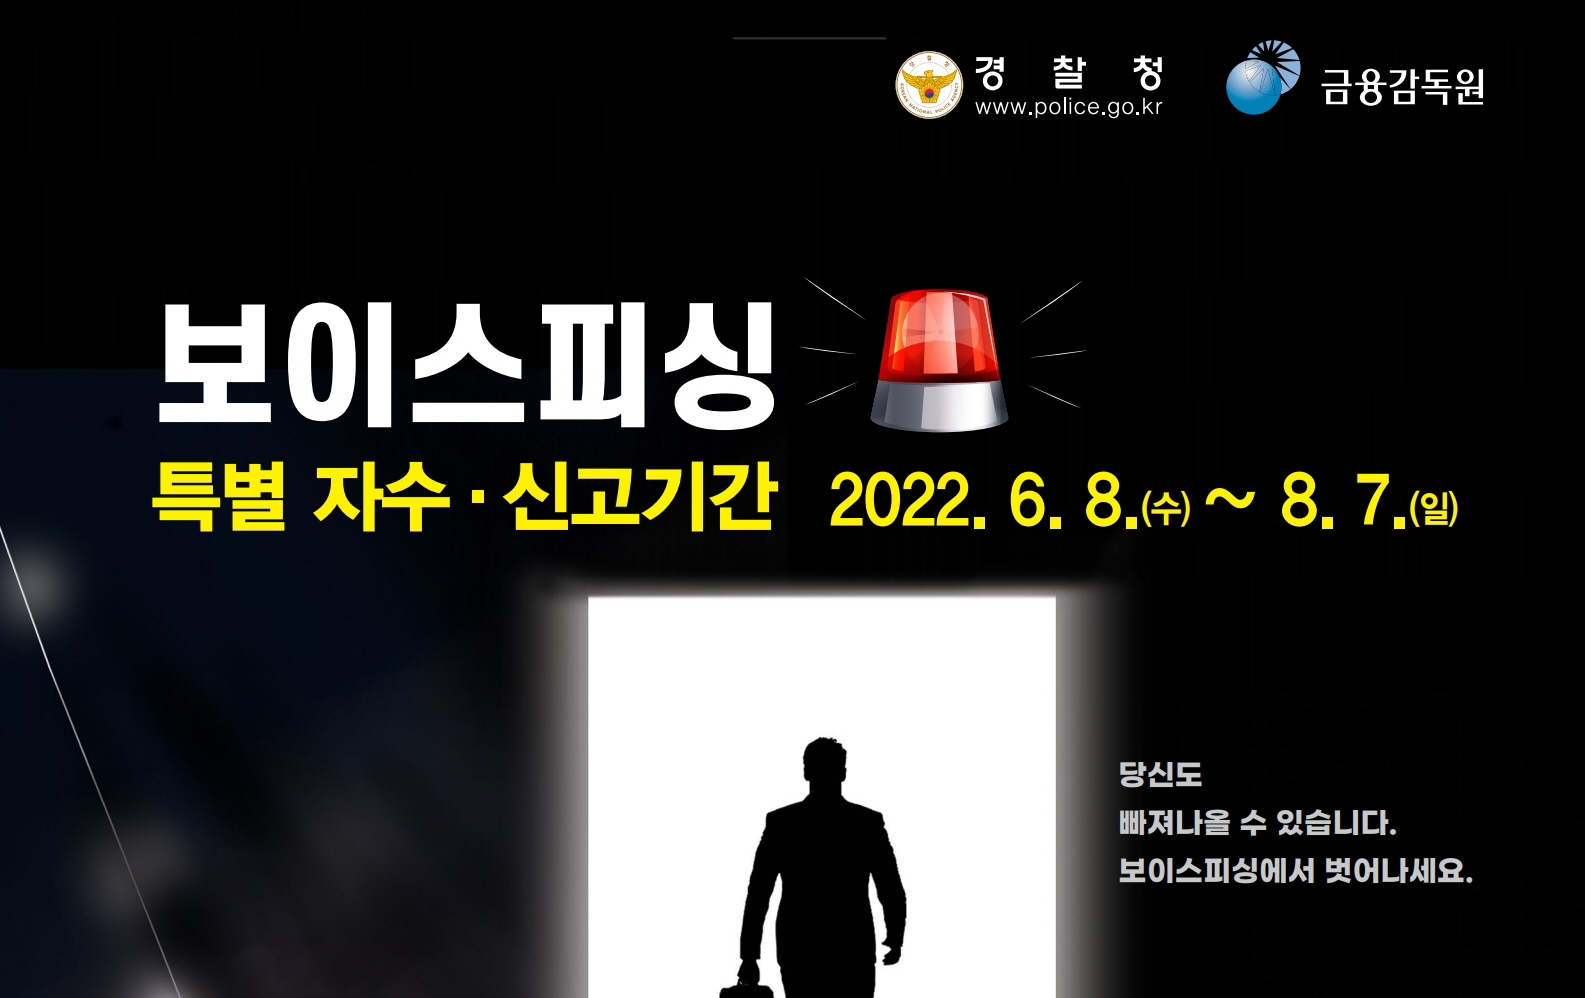 경 찰 청
www.police.go.kr
금융감독원
보이스피싱
특별 자수·신고기간 2022. 6. 8.(수) ~ 8. 7.(일)
당신도
빠져나올 수 있습니다.
보이스피싱에서 벗어나세요.